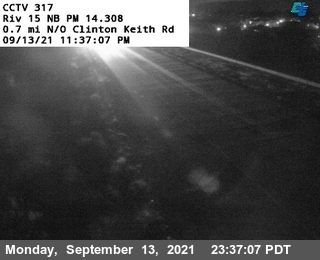 CCTV 317
Riv 15 NB PM 14.308
0.7 mi N/O Clinton Keith Rd
09/13/21 11:37:07 PM
Monday, September 13, 2021 23:37:07 PDT